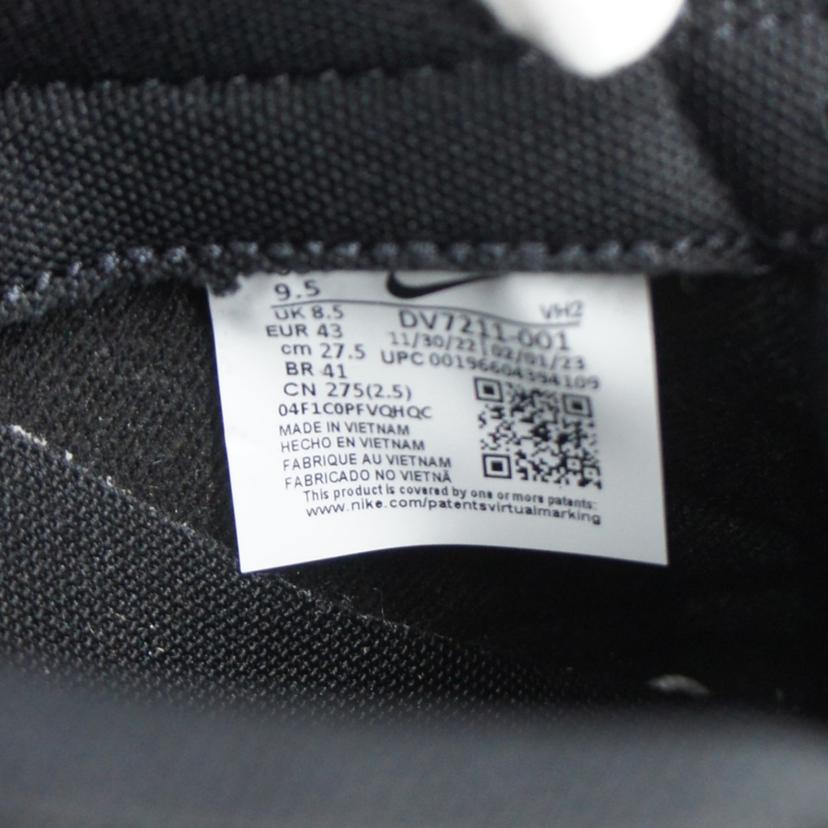 9.5
UK 8.5
EUR 43
cm 27.5
BR 41
CN 275(2.5)
04F1C0PFVQHQC
MADE IN VIETNAM
HECHO EN VIETNAM
FABRIQUE AU VIETNAM
FABRICADO NO VIETNÃ
VH2
DV7211-001
11/30/22 | 02/01/23
UPC 00196604394109
This product is covered by one or more patents:
www.nike.com/patentsvirtualmarking